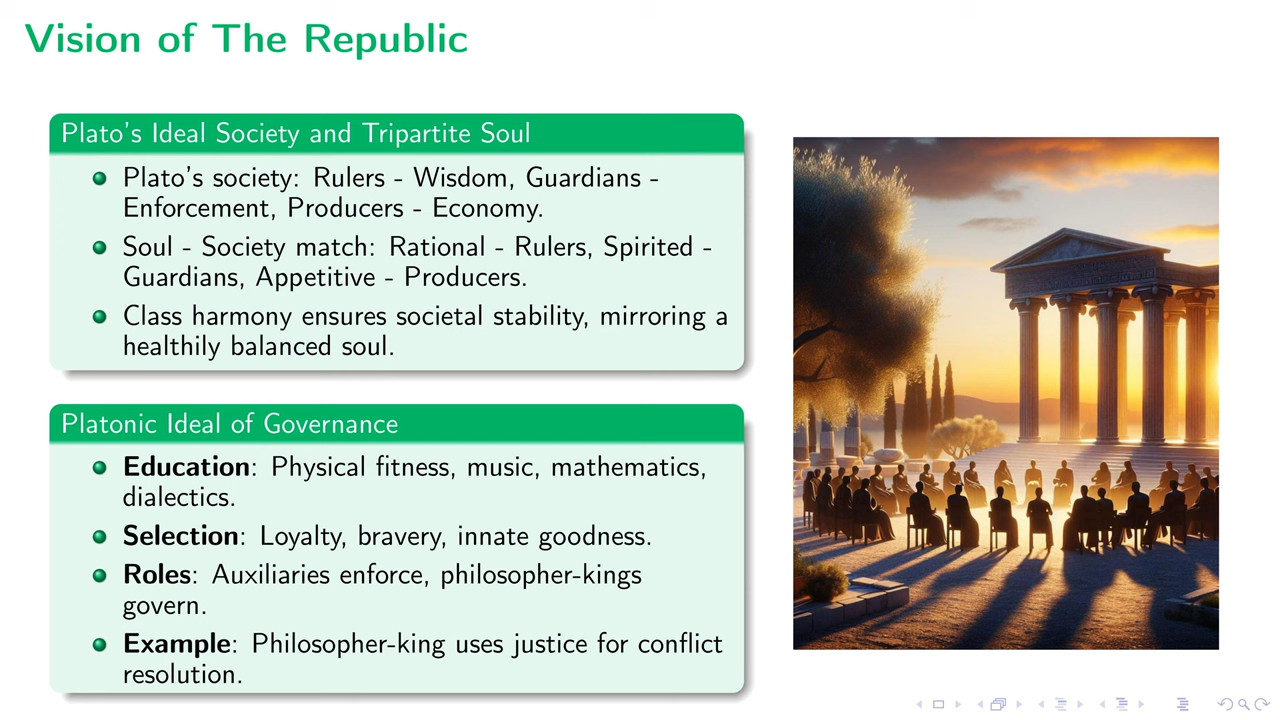 Vision of The Republic
Plato's Ideal Society and Tripartite Soul
Plato's society: Rulers - Wisdom, Guardians -
Enforcement, Producers - Economy.
Soul - Society match: Rational - Rulers, Spirited -
Guardians, Appetitive - Producers.
Class harmony ensures societal stability, mirroring a
healthily balanced soul.
Platonic Ideal of Governance
Education: Physical fitness, music, mathematics,
dialectics.
Selection: Loyalty, bravery, innate goodness.
Roles: Auxiliaries enforce, philosopher-kings
govern.
Example: Philosopher-king uses justice for conflict
resolution.